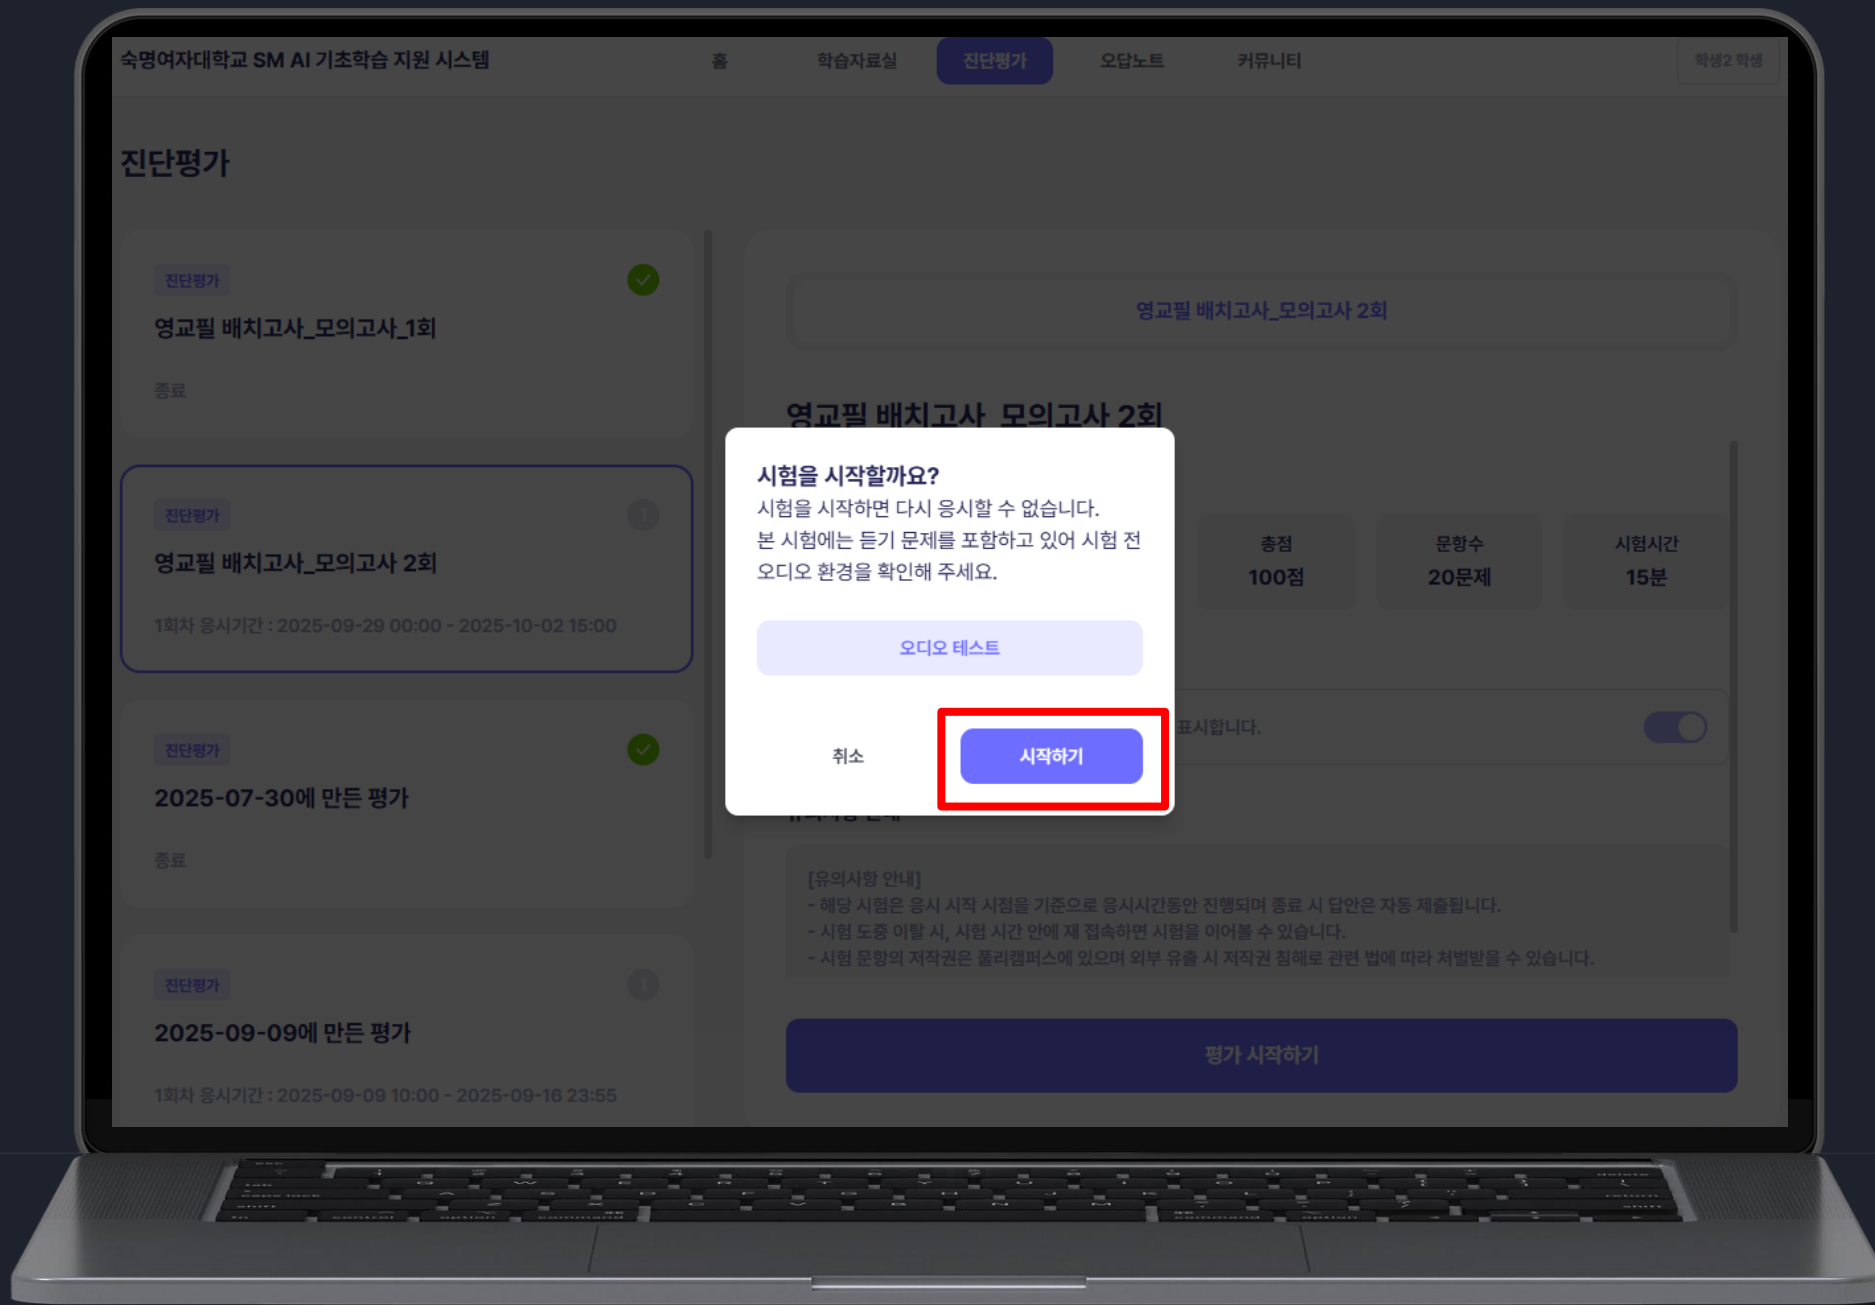 숙명여자대학교 SM AI 기초학습 지원 시스템
홈
학습자료실
진단평가
오답노트
커뮤니티
학생2 학생
진단평가
진단평가
영교필 배치고사_모의고사_1회
종료
진단평가
1
영교필 배치고사_모의고사 2회
1회차 응시기간 : 2025-09-29 00:00 - 2025-10-02 15:00
진단평가
2025-07-30에 만든 평가
종료
진단평가
1
2025-09-09에 만든 평가
1회차 응시기간 : 2025-09-09 10:00 - 2025-09-16 23:55
영교필 배치고사_모의고사 2회
영교필 배치고사_모의고사 2회
총점
100점
문항수
20문제
시험시간
15분
표시합니다.
시험을 시작할까요?
시험을 시작하면 다시 응시할 수 없습니다.
본 시험에는 듣기 문제를 포함하고 있어 시험 전
오디오 환경을 확인해 주세요.
오디오 테스트
취소
시작하기
[유의사항 안내]
- 해당 시험은 응시 시작 시점을 기준으로 응시시간동안 진행되며 종료 시 답안은 자동 제출됩니다.
- 시험 도중 이탈 시, 시험 시간 안에 재 접속하면 시험을 이어볼 수 있습니다.
- 시험 문항의 저작권은 풀리캠퍼스에 있으며 외부 유출 시 저작권 침해로 관련 법에 따라 처벌받을 수 있습니다.
평가 시작하기